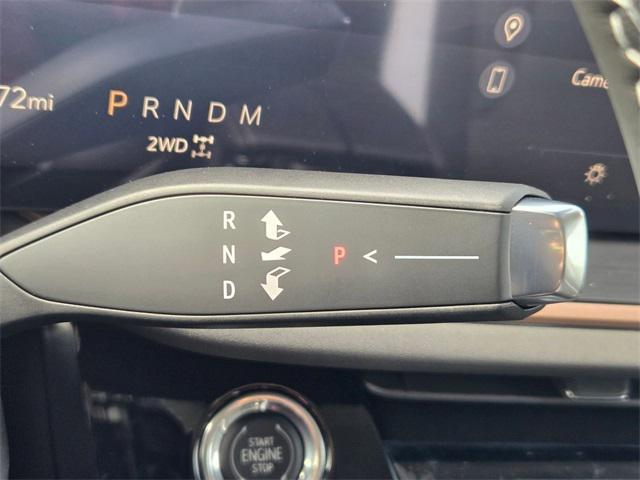 72mi
P R N D M
2WD
Came
R
N P <
D
START
ENGINE
STOP